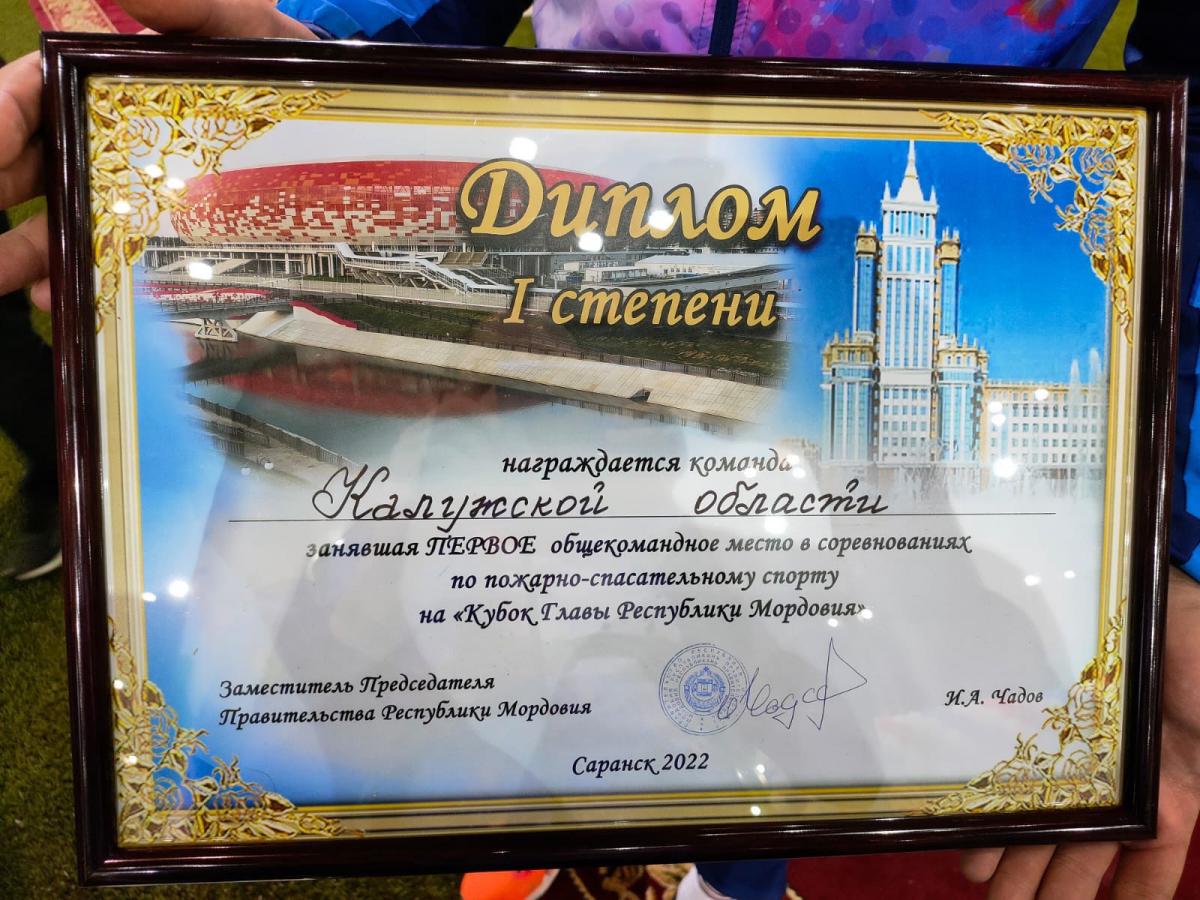 Диплом
I степени
награждается команда
Калужской области
занявшая ПЕРВОЕ общекомандное место в соревнованиях
по пожарно-спасательному спорту
на «Кубок Главы Республики Мордовия»
Заместитель Председателя
Правительства Республики Мордовия
И.А. Чадов
Саранск 2022